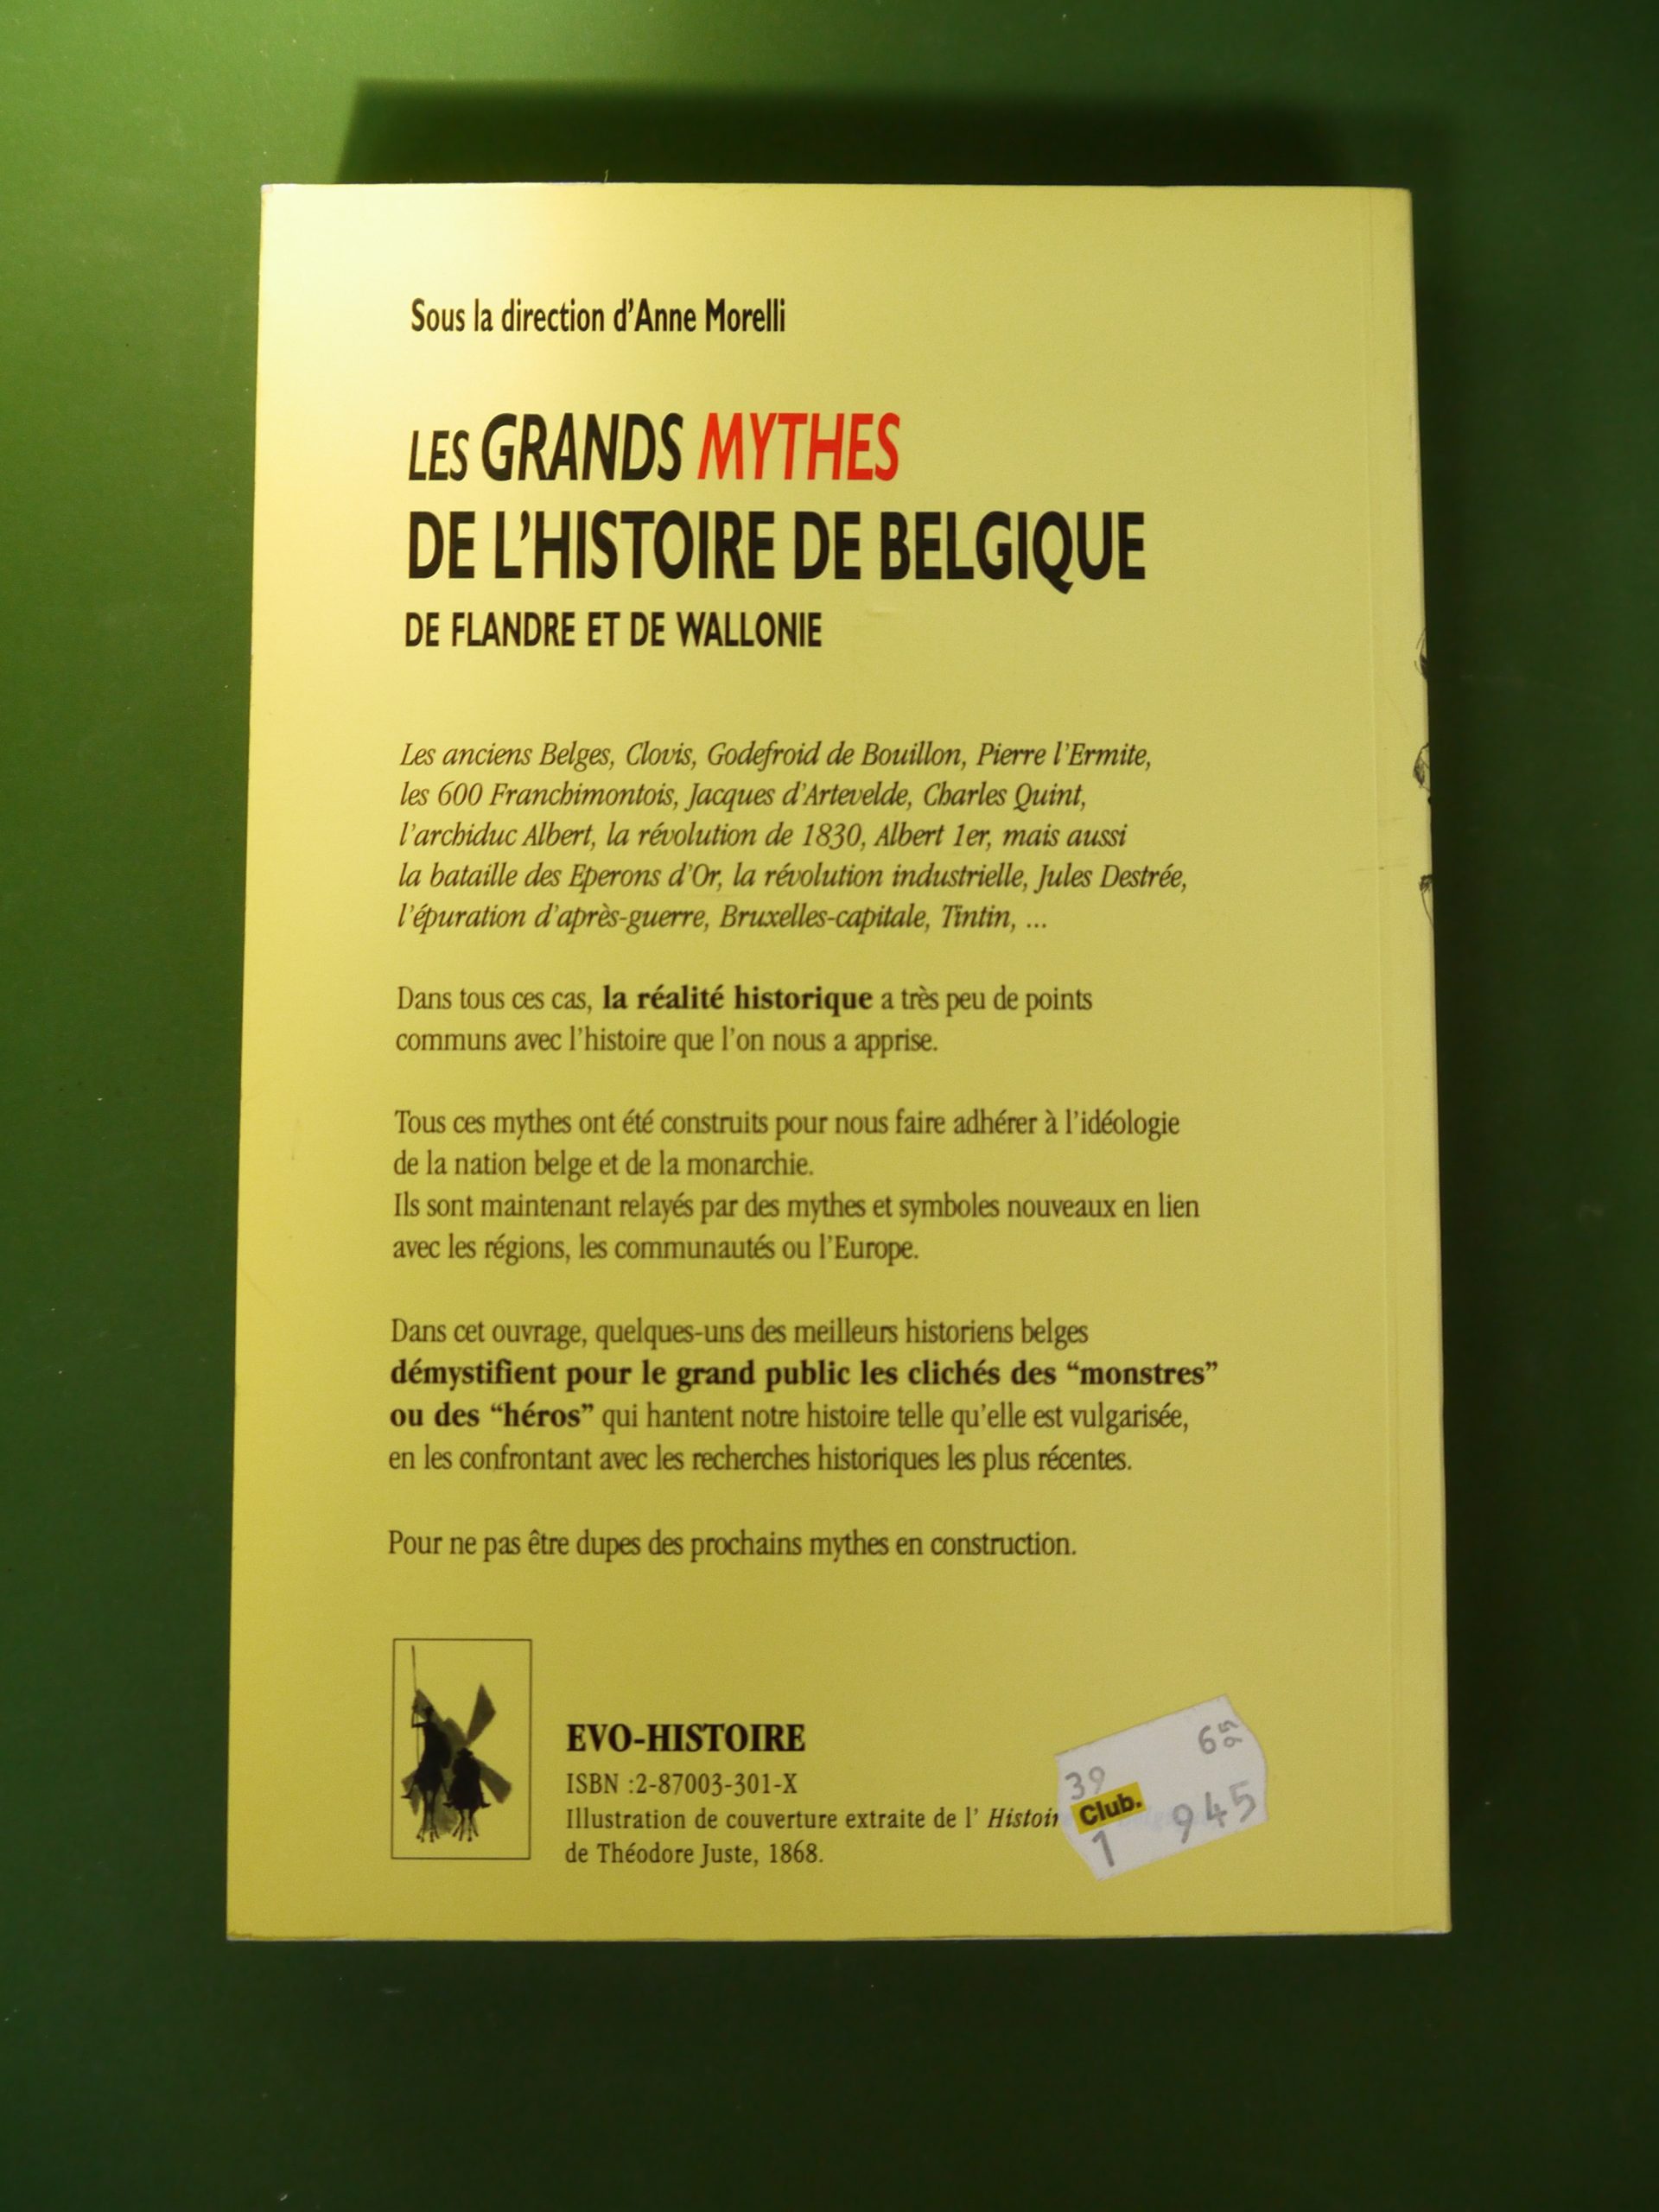 Sous la direction d'Anne Morelli
LES GRANDS MYTHES
DE L'HISTOIRE DE BELGIQUE
DE FLANDRE ET DE WALLONIE
Les anciens Belges, Clovis, Godefroid de Bouillon, Pierre l'Ermite,
les 600 Franchimontois, Jacques d'Artevelde, Charles Quint,
l'archiduc Albert, la révolution de 1830, Albert 1er, mais aussi
la bataille des Eperons d'Or, la révolution industrielle, Jules Destrée,
l'épuration d'après-guerre, Bruxelles-capitale, Tintin, ...
Dans tous ces cas, la réalité historique a très peu de points
communs avec l'histoire que l'on nous a apprise.
Tous ces mythes ont été construits pour nous faire adhérer à l'idéologie
de la nation belge et de la monarchie.
Ils sont maintenant relayés par des mythes et symboles nouveaux en lien
avec les régions, les communautés ou l'Europe.
Dans cet ouvrage, quelques-uns des meilleurs historiens belges
démystifient pour le grand public les clichés des “monstres”
ou des “héros” qui hantent notre histoire telle qu'elle est vulgarisée,
en les confrontant avec les recherches historiques les plus récentes.
Pour ne pas être dupes des prochains mythes en construction.
EVO-HISTOIRE
ISBN :2-87003-301-X
Illustration de couverture extraite de l' Histoir
de Théodore Juste, 1868.
6 95
39
Club.
1 945